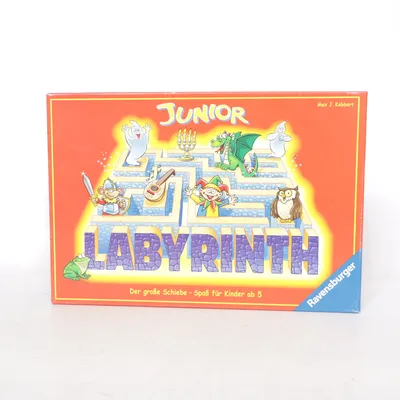 Max J. Kobbert
JUNIOR
LABYRINTH
Der große Schiebe - Spaß für Kinder ab 5
Ravensburger